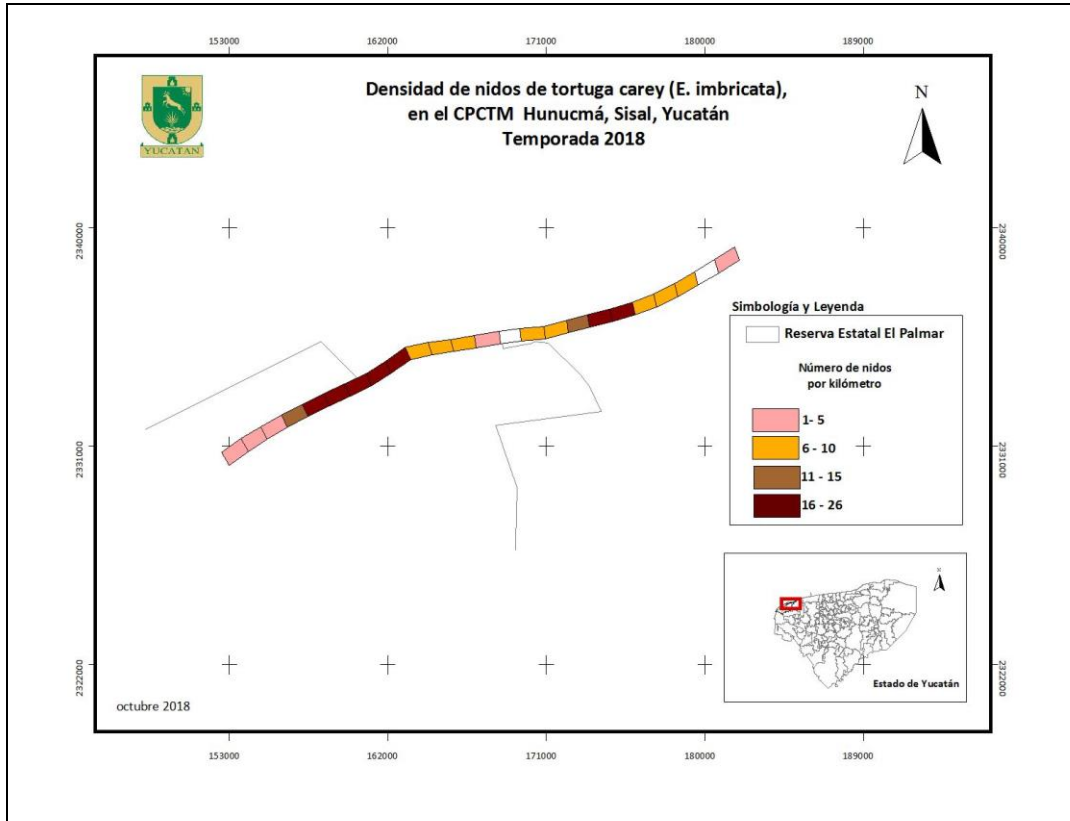 153000 162000 171000 180000 189000
Densidad de nidos de tortuga carey (E. imbricata),
en el CPCTM Hunucmá, Sisal, Yucatán
Temporada 2018
YUCATAN
N
2340000 2340000
Simbología y Leyenda
Reserva Estatal El Palmar
Número de nidos
por kilómetro
1- 5
6 - 10
11 - 15
16 - 26
2331000 2331000
Estado de Yucatán
2322000 2322000
octubre 2018
153000 162000 171000 180000 189000